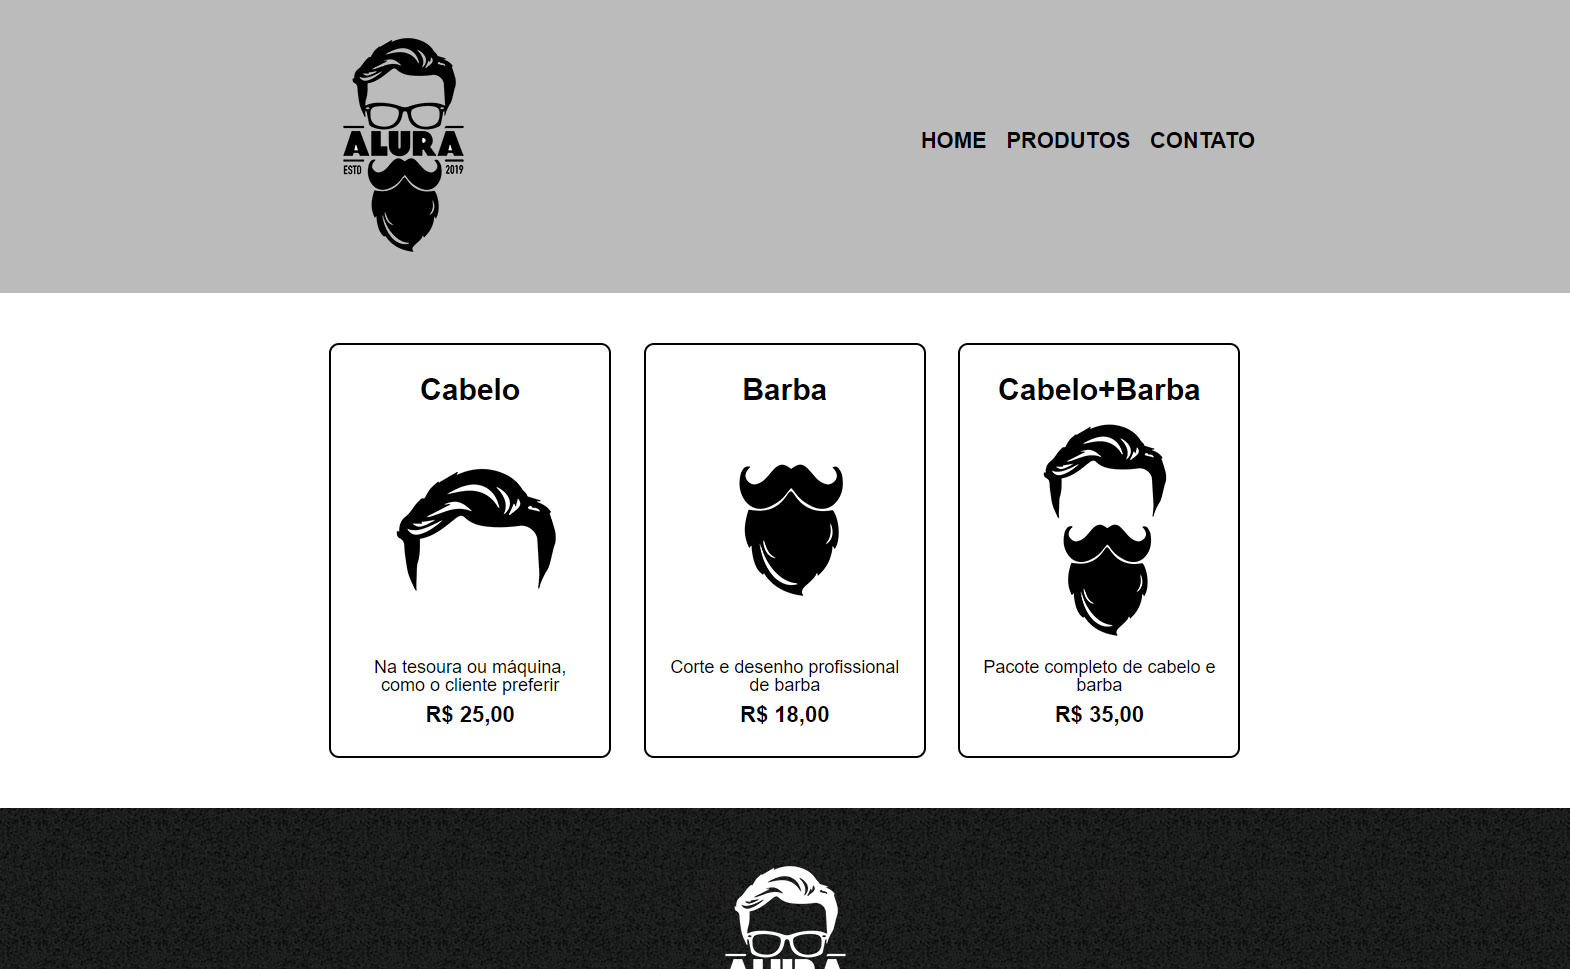 ALURA
ESTD 2019
HOME PRODUTOS CONTATO
Cabelo
Na tesoura ou máquina,
como o cliente preferir
R$ 25,00
Barba
Corte e desenho profissional
de barba
R$ 18,00
Cabelo+Barba
Pacote completo de cabelo e
barba
R$ 35,00
ALURA